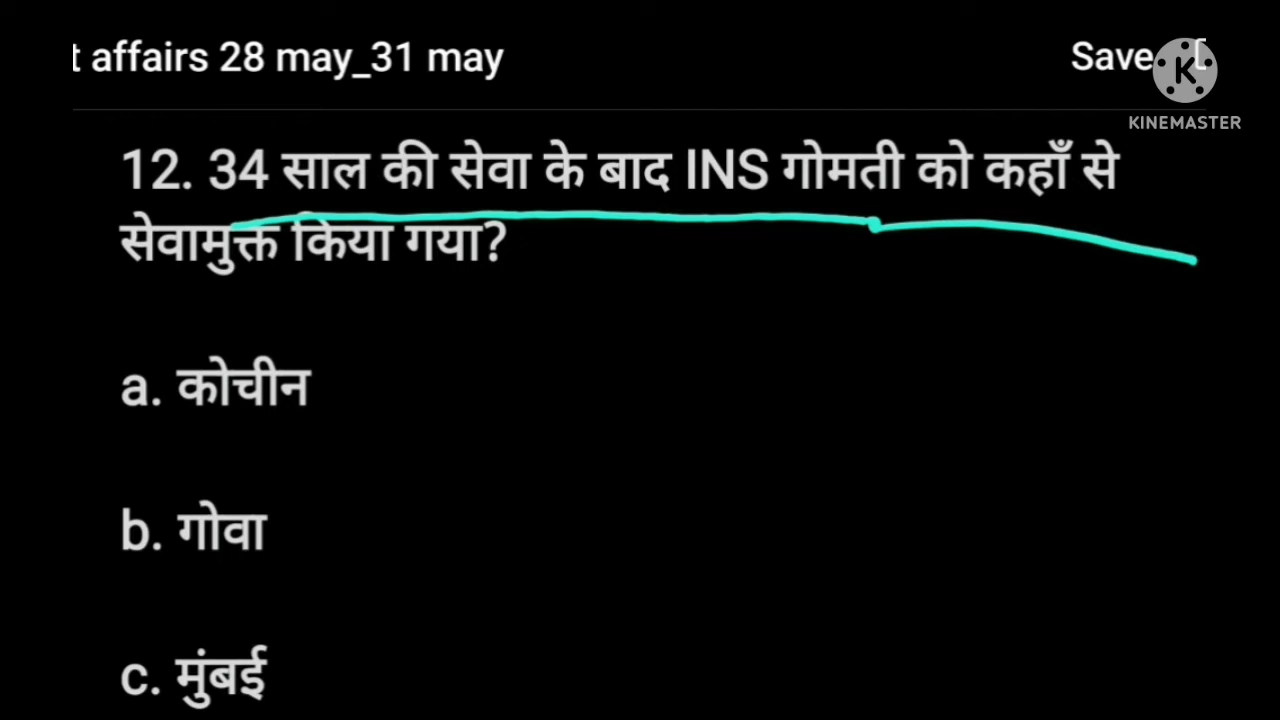 t affairs 28 may_31 may
Save
KINEMASTER
12. 34 साल की सेवा के बाद INS गोमती को कहाँ से
सेवामुक्त किया गया?
a. कोचीन
b. गोवा
c. मुंबई